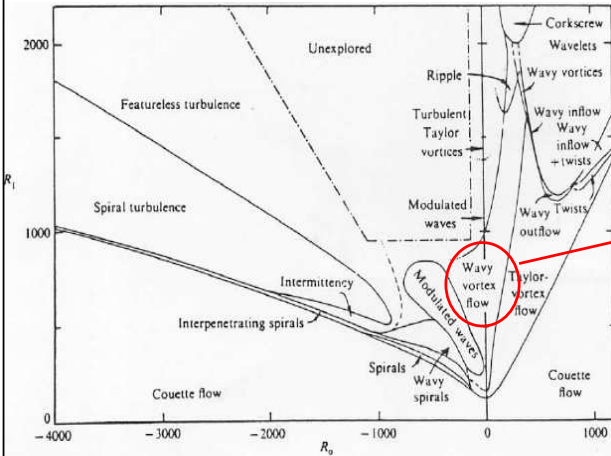 2200
Corkscrew
Unexplored
Wavelets
Ripple
Wavy vortices
Featureless turbulence
Turbulent
Taylor
vortices
Wavy inflow
Wavy
inflow
+ twists
R₁
Spiral turbulence
Modulated
waves
Wavy
outflow
Twists
1000
Wavy
vortex
flow
Taylor-
vortex
flow
Modulated waves
Intermittency
Interpenetrating spirals
Spirals
Wavy
spirals
Couette flow
Couette flow
0
−4000
−3000
−2000
−1000
0
1000
Rₒ